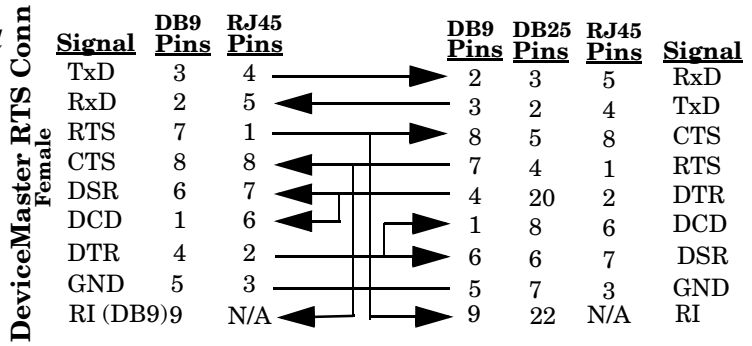 DeviceMaster RTS Conn
Female
DB9 RJ45 DB9 DB25 RJ45
Signal Pins Pins Pins Pins Pins Signal
TxD 3 4 2 3 5 RxD
RxD 2 5 3 2 4 TxD
RTS 7 1 8 5 8 CTS
CTS 8 8 7 4 1 RTS
DSR 6 7 4 20 2 DTR
DCD 1 6 1 8 6 DCD
DTR 4 2 6 6 7 DSR
GND 5 3 5 7 3 GND
RI (DB9) 9 N/A 9 22 N/A RI